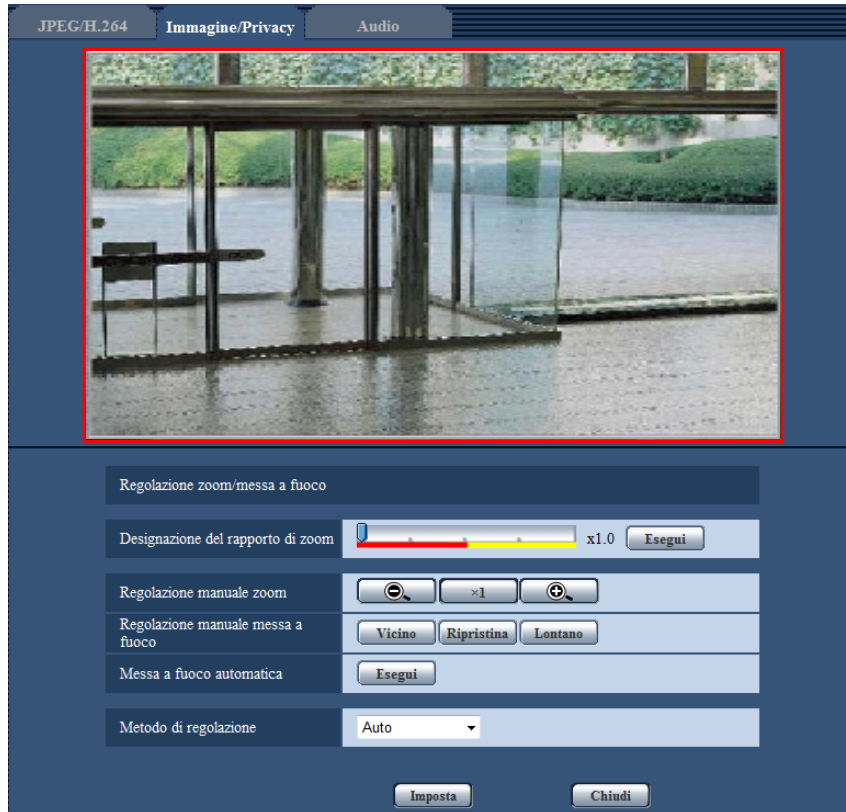 JPEG/H.264 Immagine/Privacy Audio
Regolazione zoom/messa a fuoco
Designazione del rapporto di zoom x1.0 Esegui
Regolazione manuale zoom ×1
Regolazione manuale messa a
fuoco Vicino Ripristina Lontano
Messa a fuoco automatica Esegui
Metodo di regolazione Auto
Imposta Chiudi